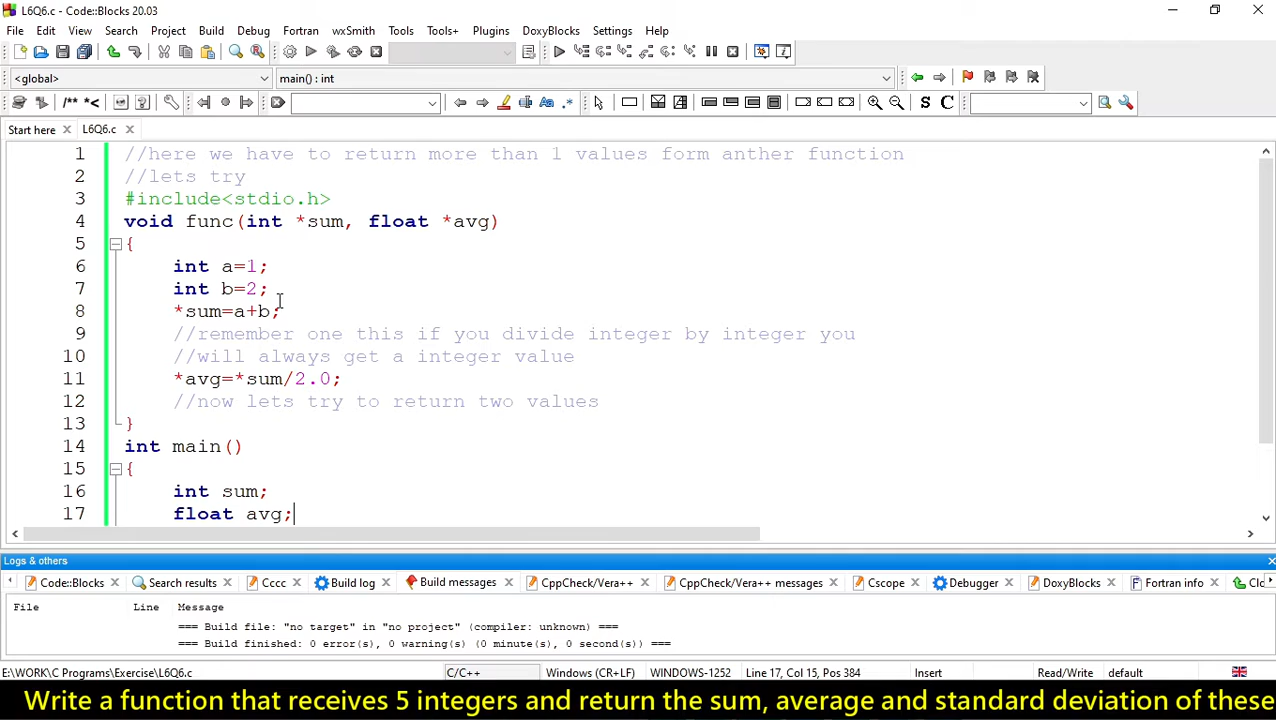 L6Q6.c - Code::Blocks 20.03
File Edit View Search Project Build Debug Fortran wxSmith Tools Tools+ Plugins DoxyBlocks Settings Help
<global> main() : int
/** *<
S C
Start here L6Q6.c
1 //here we have to return more than 1 values form anther function
2 //lets try
3 #include<stdio.h>
4 void func(int *sum, float *avg)
5 {
6 int a=1;
7 int b=2;
8 *sum=a+b;
9 //remember one this if you divide integer by integer you
10 //will always get a integer value
11 *avg=*sum/2.0;
12 //now lets try to return two values
13 }
14 int main()
15 {
16 int sum;
17 float avg;
Logs & others
Code::Blocks Search results Cccc Build log Build messages CppCheck/Vera++ CppCheck/Vera++ messages Cscope Debugger DoxyBlocks Fortran info Clo
File Line Message
=== Build file: "no target" in "no project" (compiler: unknown) ===
=== Build finished: 0 error(s), 0 warning(s) (0 minute(s), 0 second(s)) ===
E:\WORK\C Programs\Exercise\L6Q6.c C/C++ Windows (CR+LF) WINDOWS-1252 Line 17, Col 15, Pos 384 Insert Read/Write default
Write a function that receives 5 integers and return the sum, average and standard deviation of these